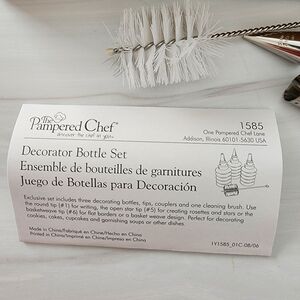 The
Pampered Chef
discover the chef in you
1585
One Pampered Chef Lane
Addison, Illinois 60101-5630 USA
Decorator Bottle Set
Ensemble de bouteilles de garnitures
Juego de Botellas para Decoración
Exclusive set includes three decorating bottles, tips, couplers and one cleaning brush. Use
the round tip (#1) for writing, the open star tip (#5) for creating rosettes and stars or the
basketweave tip (#6) for flat borders or a basket weave design. Perfect for decorating
cookies, cakes, cupcakes and garnishing soups or other dishes.
Made in China/Fabriqué en Chine/Hecho en China
Printed in China/Imprimé en Chine/Impreso en China
IY1585_01C-08/06